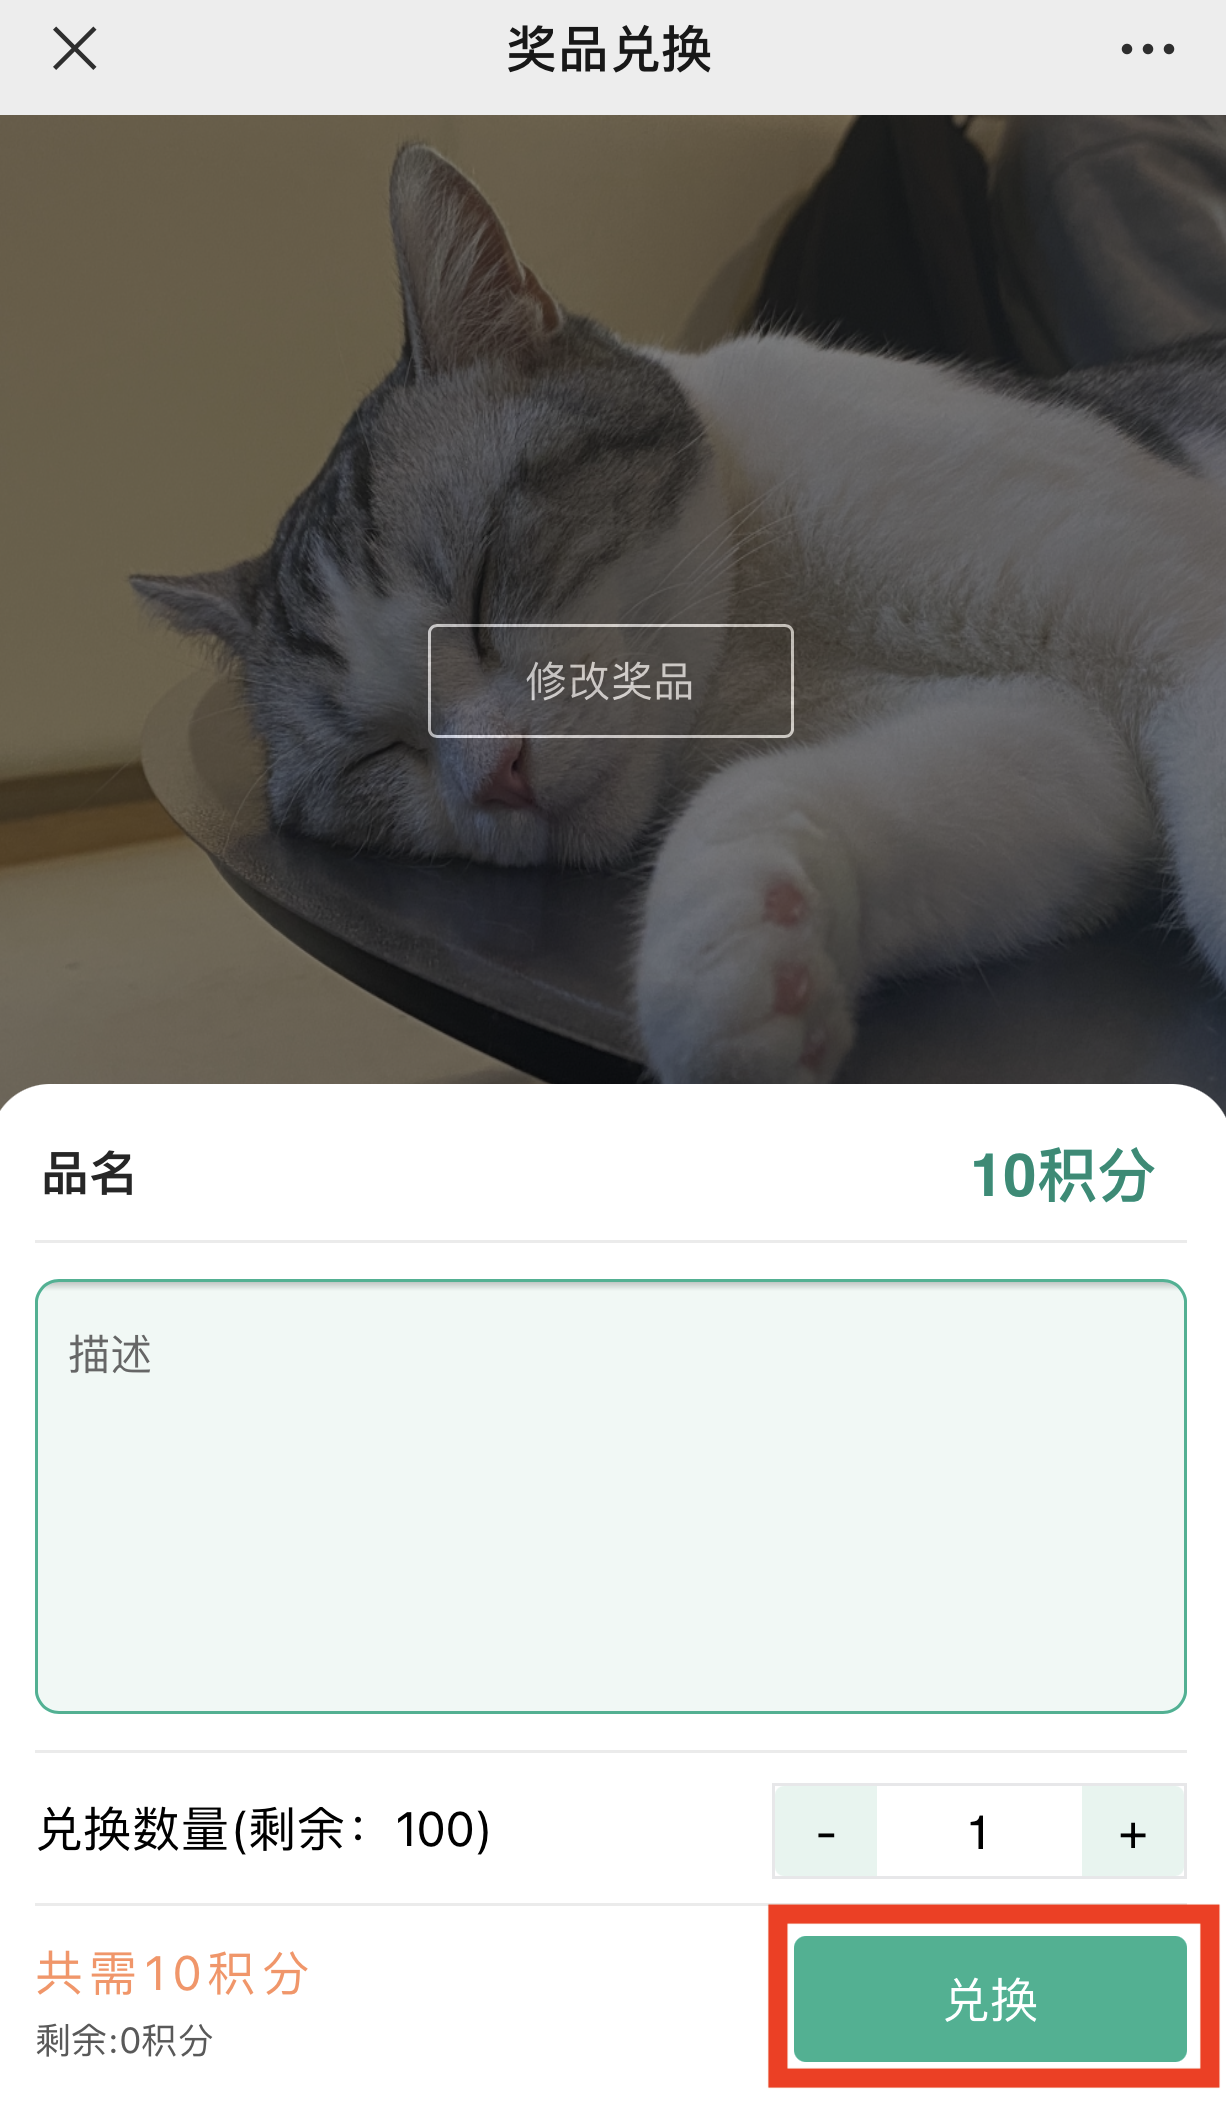 奖品兑换
修改奖品
品名
10积分
描述
兑换数量(剩余：100)
- 1 +
共需10积分
剩余:0积分
兑换